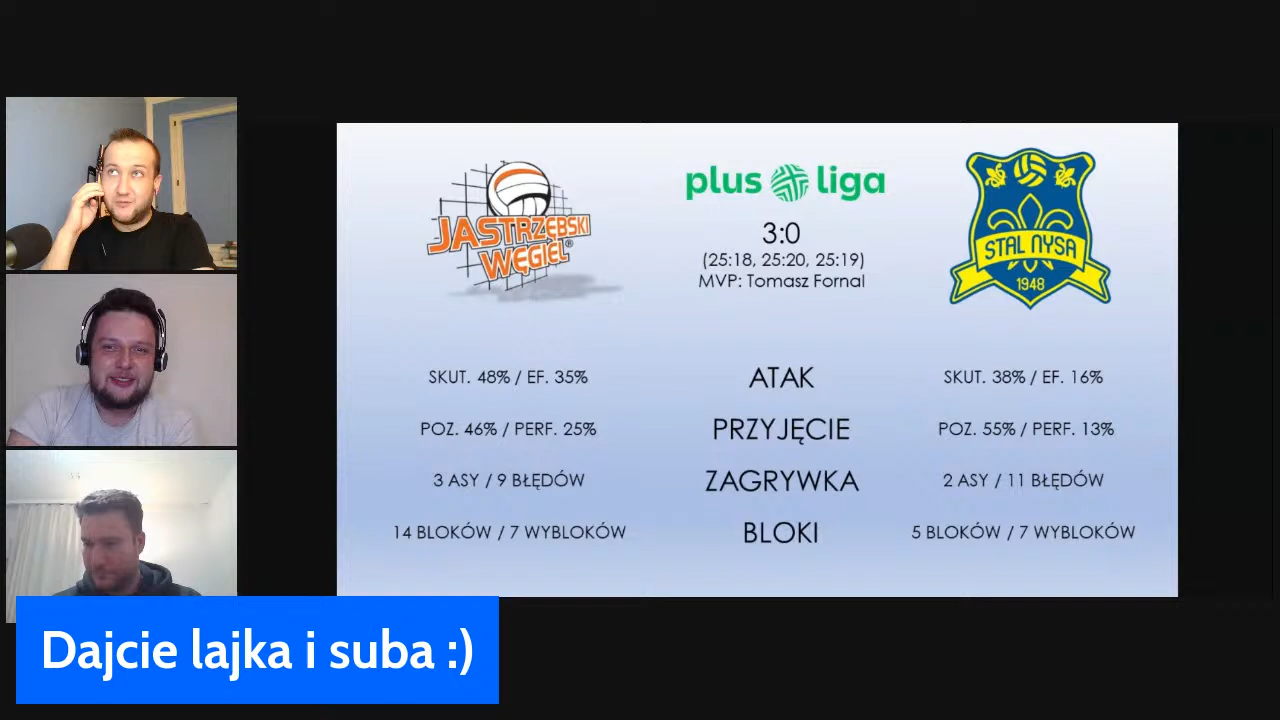 JASTRZĘBSKI
WĘGIEL®
plus liga
3:0
(25:18, 25:20, 25:19)
MVP: Tomasz Fornal
STAL NYSA
1948
SKUT. 48% / EF. 35%
ATAK
SKUT. 38% / EF. 16%
POZ. 46% / PERF. 25%
PRZYJĘCIE
POZ. 55% / PERF. 13%
3 ASY / 9 BŁĘDÓW
ZAGRYWKA
2 ASY / 11 BŁĘDÓW
14 BLOKÓW / 7 WYBLOKÓW
BLOKI
5 BLOKÓW / 7 WYBLOKÓW
Dajcie lajka i suba :)